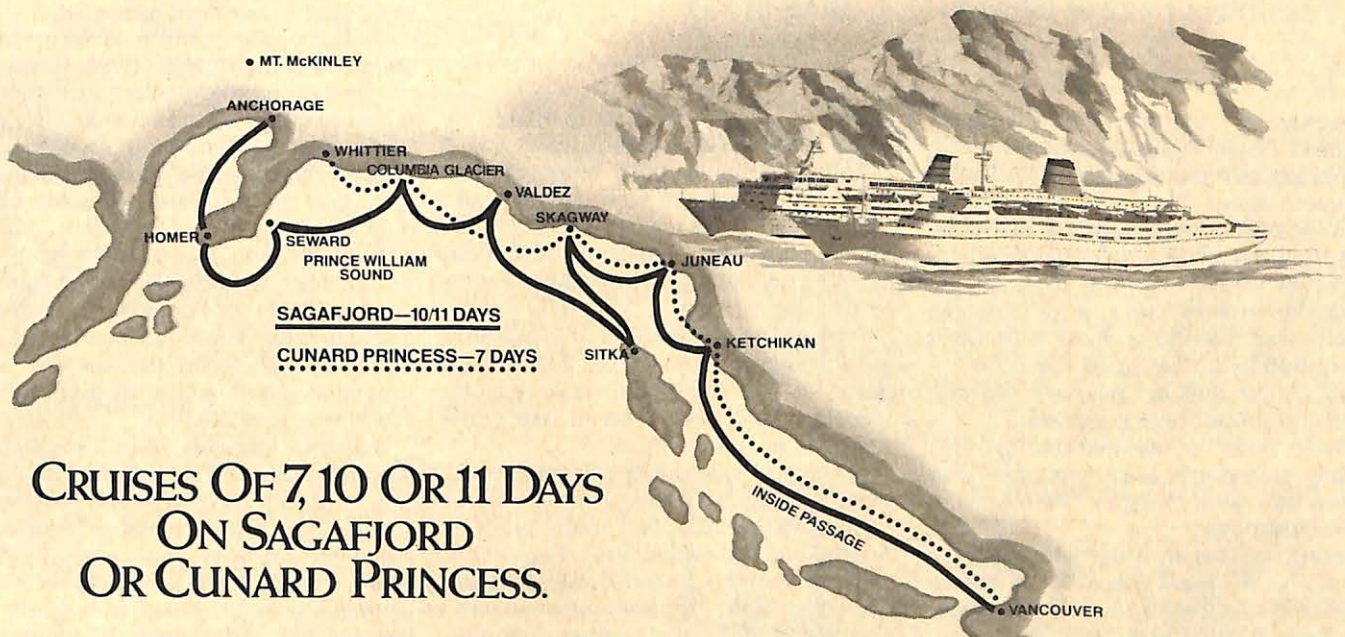 MT. McKINLEY
ANCHORAGE
WHITTIER
COLUMBIA GLACIER
VALDEZ
SKAGWAY
HOMER
SEWARD
PRINCE WILLIAM
SOUND
JUNEAU
SAGAFJORD—10/11 DAYS
CUNARD PRINCESS—7 DAYS
SITKA
KETCHIKAN
INSIDE PASSAGE
VANCOUVER
CRUISES OF 7, 10 OR 11 DAYS
ON SAGAFJORD
OR CUNARD PRINCESS.